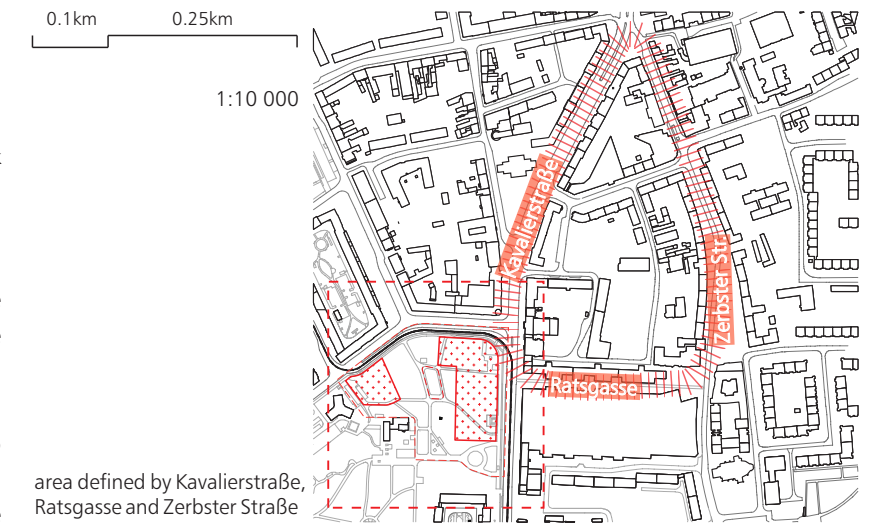 0.1km 0.25km
1:10 000
Kavalierstraße
Zerbster Str.
Ratsgasse
area defined by Kavalierstraße,
Ratsgasse and Zerbster Straße